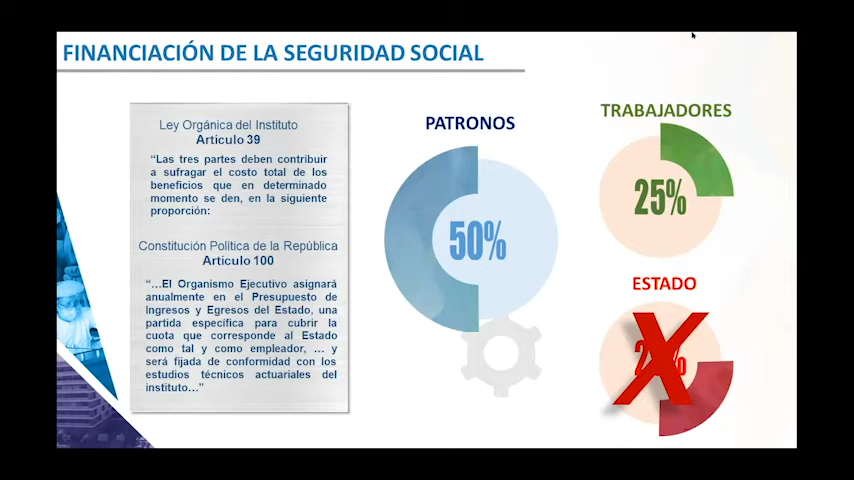 FINANCIACIÓN DE LA SEGURIDAD SOCIAL
Ley Orgánica del Instituto
Artículo 39
“Las tres partes deben contribuir
a sufragar el costo total de los
beneficios que en determinado
momento se den, en la siguiente
proporción:
Constitución Política de la República
Artículo 100
“…El Organismo Ejecutivo asignará
anualmente en el Presupuesto de
Ingresos y Egresos del Estado, una
partida específica para cubrir la
cuota que corresponde al Estado
como tal y como empleador, … y
será fijada de conformidad con los
estudios técnicos actuariales del
instituto…”
PATRONOS
50%
TRABAJADORES
25%
ESTADO